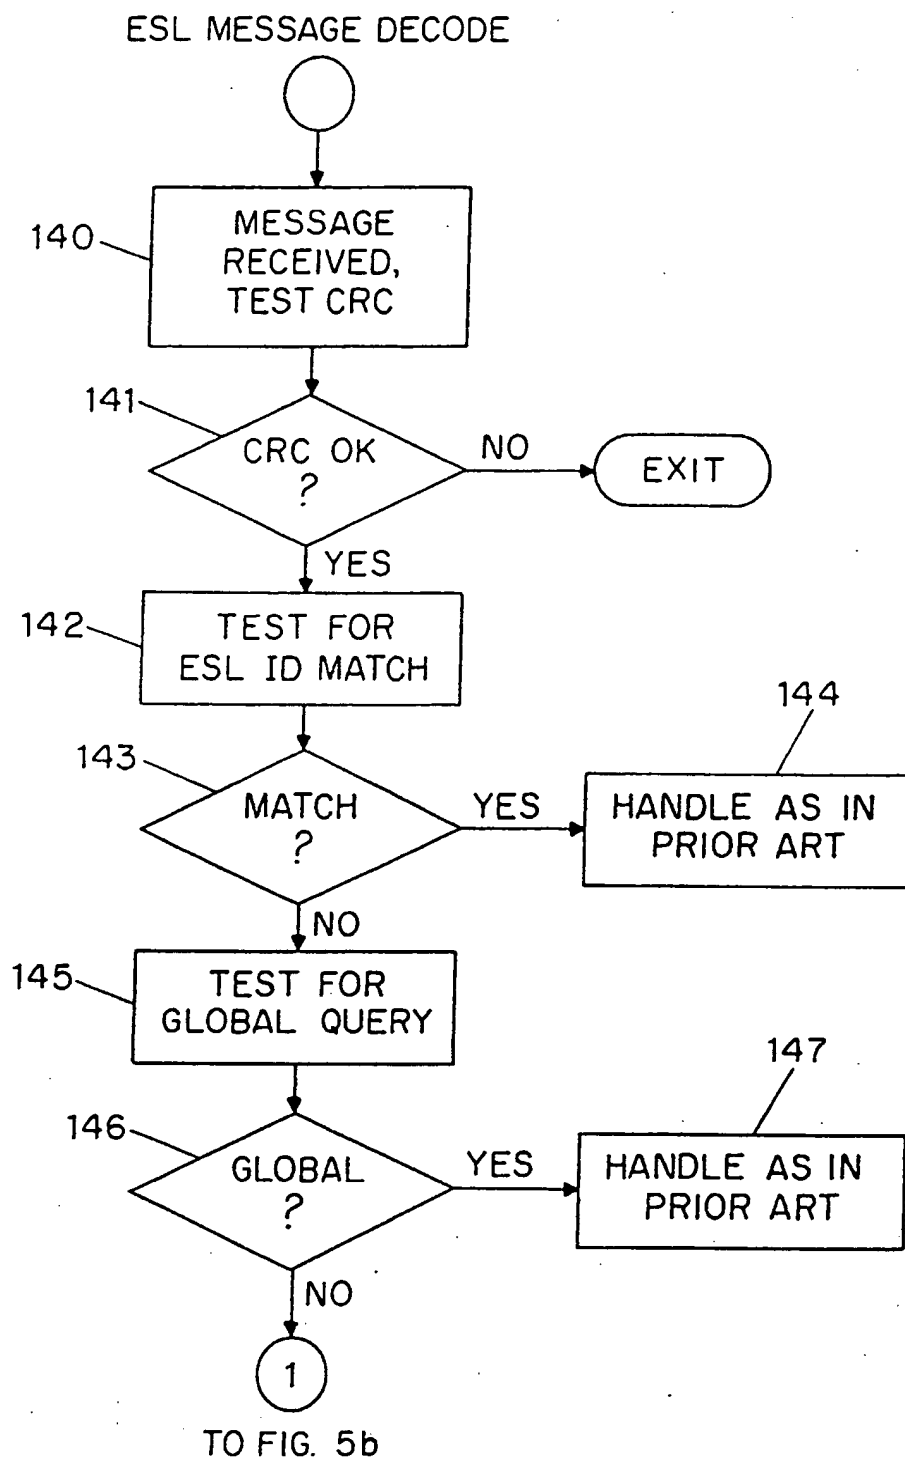 ESL MESSAGE DECODE
140
MESSAGE
RECEIVED,
TEST CRC
141
CRC OK
?
NO
EXIT
YES
142
TEST FOR
ESL ID MATCH
143
MATCH
?
YES
144
HANDLE AS IN
PRIOR ART
NO
145
TEST FOR
GLOBAL QUERY
146
GLOBAL
?
YES
147
HANDLE AS IN
PRIOR ART
NO
1
TO FIG. 5b